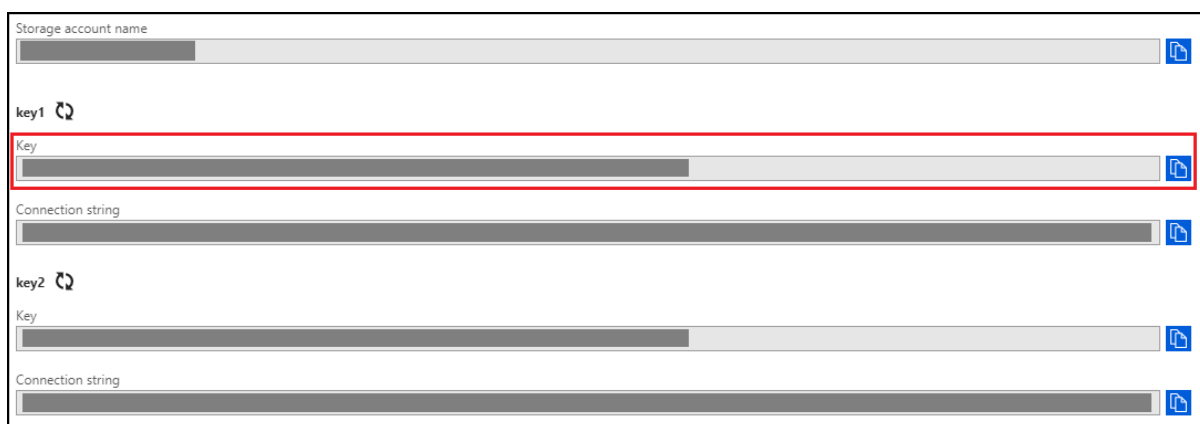 Storage account name
key1
Key
Connection string
key2
Key
Connection string